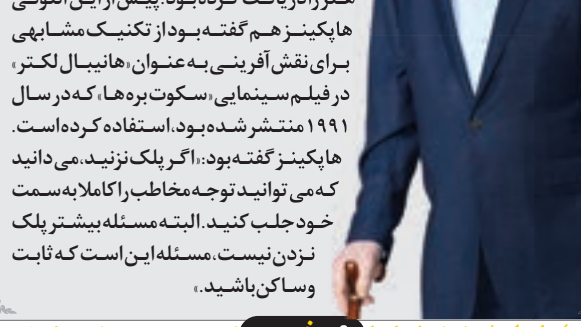 هاپکینز هم گفته‌بود از تکنیک مشابهی
برای نقش‌آفرینی به عنوان «هانیبال لکتر»
در فیلم سینمایی «سکوت بره‌ها» که در سال
۱۹۹۱ منتشر شده بود، استفاده کرده است.
هاپکینز گفته بود: «اگر پلک نزنید، می‌دانید
که می‌توانید توجه مخاطب را کاملا به سمت
خود جلب کنید. البته مسئله بیشتر پلک
نزدن نیست، مسئله این است که ثابت
و ساکن باشید.»